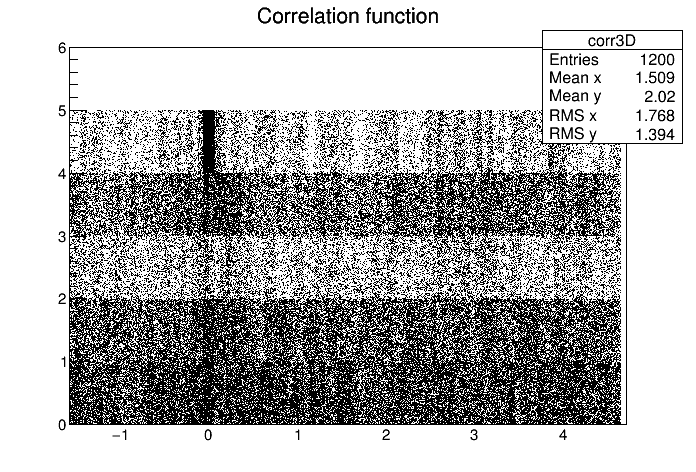 Correlation function
corr3D
Entries 1200
Mean x 1.509
Mean y 2.02
RMS x 1.768
RMS y 1.394
6
5
4
3
2
1
0
−1 0 1 2 3 4